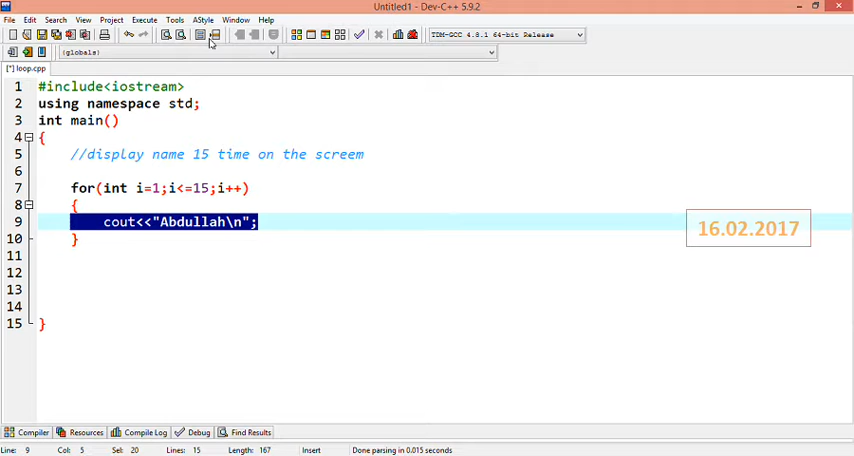 Untitled1 - Dev-C++ 5.9.2
File Edit Search View Project Execute Tools AStyle Window Help
TDM-GCC 4.8.1 64-bit Release
(globals)
[*] loop.cpp
1 #include<iostream>
2 using namespace std;
3 int main()
4 {
5 //display name 15 time on the screem
6
7 for(int i=1;i<=15;i++)
8 {
9 cout<<"Abdullah\n";
10 }
11
12
13
14
15 }
16.02.2017
Compiler Resources Compile Log Debug Find Results
Line: 9 Col: 5 Sel: 20 Lines: 15 Length: 167 Insert Done parsing in 0.015 seconds